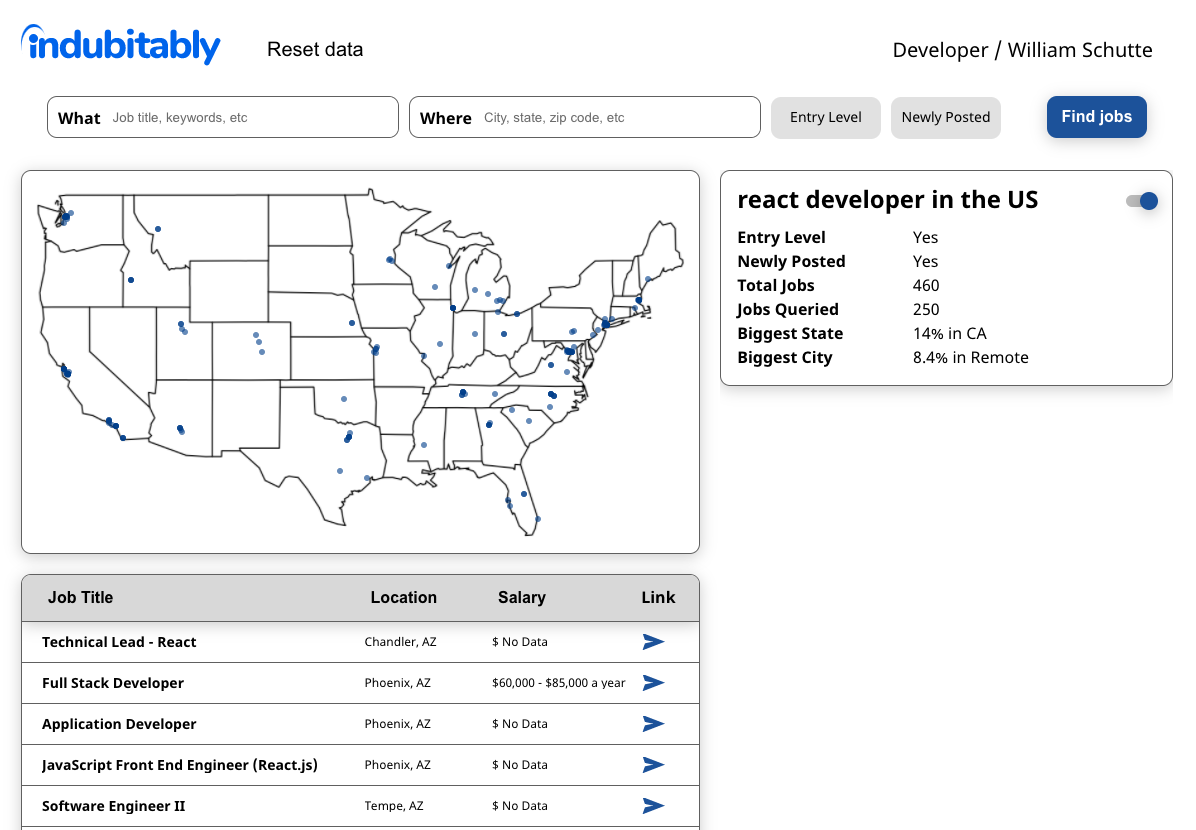 indubitably
Reset data
Developer / William Schutte
What Job title, keywords, etc
Where City, state, zip code, etc
Entry Level
Newly Posted
Find jobs
react developer in the US
Entry Level Yes
Newly Posted Yes
Total Jobs 460
Jobs Queried 250
Biggest State 14% in CA
Biggest City 8.4% in Remote
Job Title Location Salary Link
Technical Lead - React Chandler, AZ $ No Data
Full Stack Developer Phoenix, AZ $60,000 - $85,000 a year
Application Developer Phoenix, AZ $ No Data
JavaScript Front End Engineer (React.js) Phoenix, AZ $ No Data
Software Engineer II Tempe, AZ $ No Data